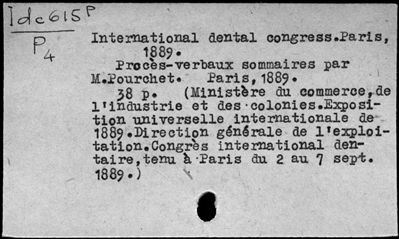 Idc615P
P4
International dental congress.Paris,
1889.
Procès-verbaux sommaires par
M.Pourchet. Paris,1889.
38 p. (Ministère du commerce,de
l'industrie et des colonies.Exposi-
tion universelle internationale de
1889.Direction générale de l'exploi-
tation.Congrès international den-
taire,tenu à Paris du 2 au 7 sept.
1889.)